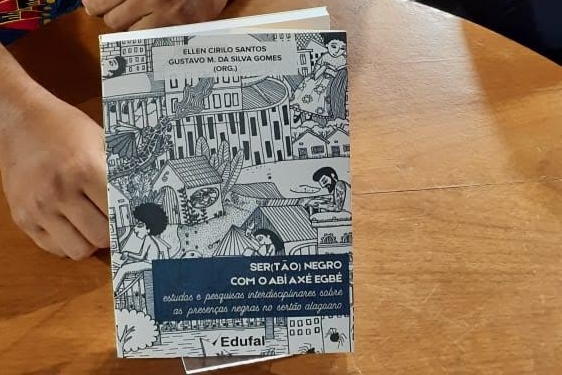 ELLEN CIRILO SANTOS
GUSTAVO M. DA SILVA GOMES
(ORG.)
SER(TÃO) NEGRO
COM O ABÍ AXÉ EGBÉ
estudos e pesquisas interdisciplinares sobre
as presenças negras no sertão alagoano
Edufal